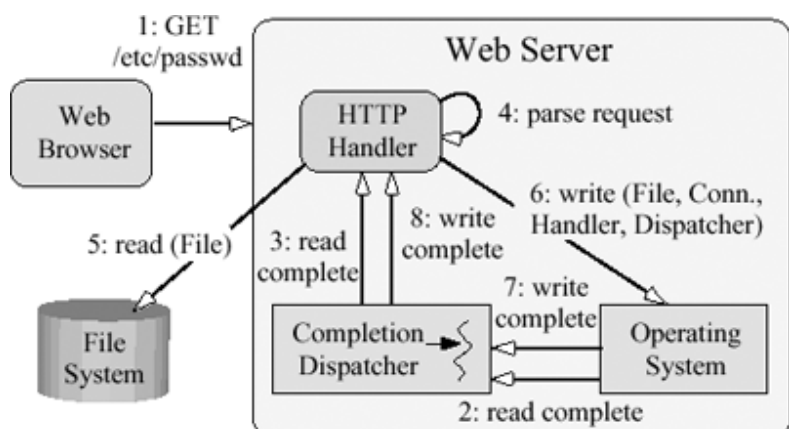 1: GET
/etc/passwd
Web Server
Web
Browser
HTTP
Handler
4: parse request
5: read (File)
3: read
complete
8: write
complete
6: write (File, Conn.,
Handler, Dispatcher)
7: write
complete
File
System
Completion
Dispatcher
Operating
System
2: read complete